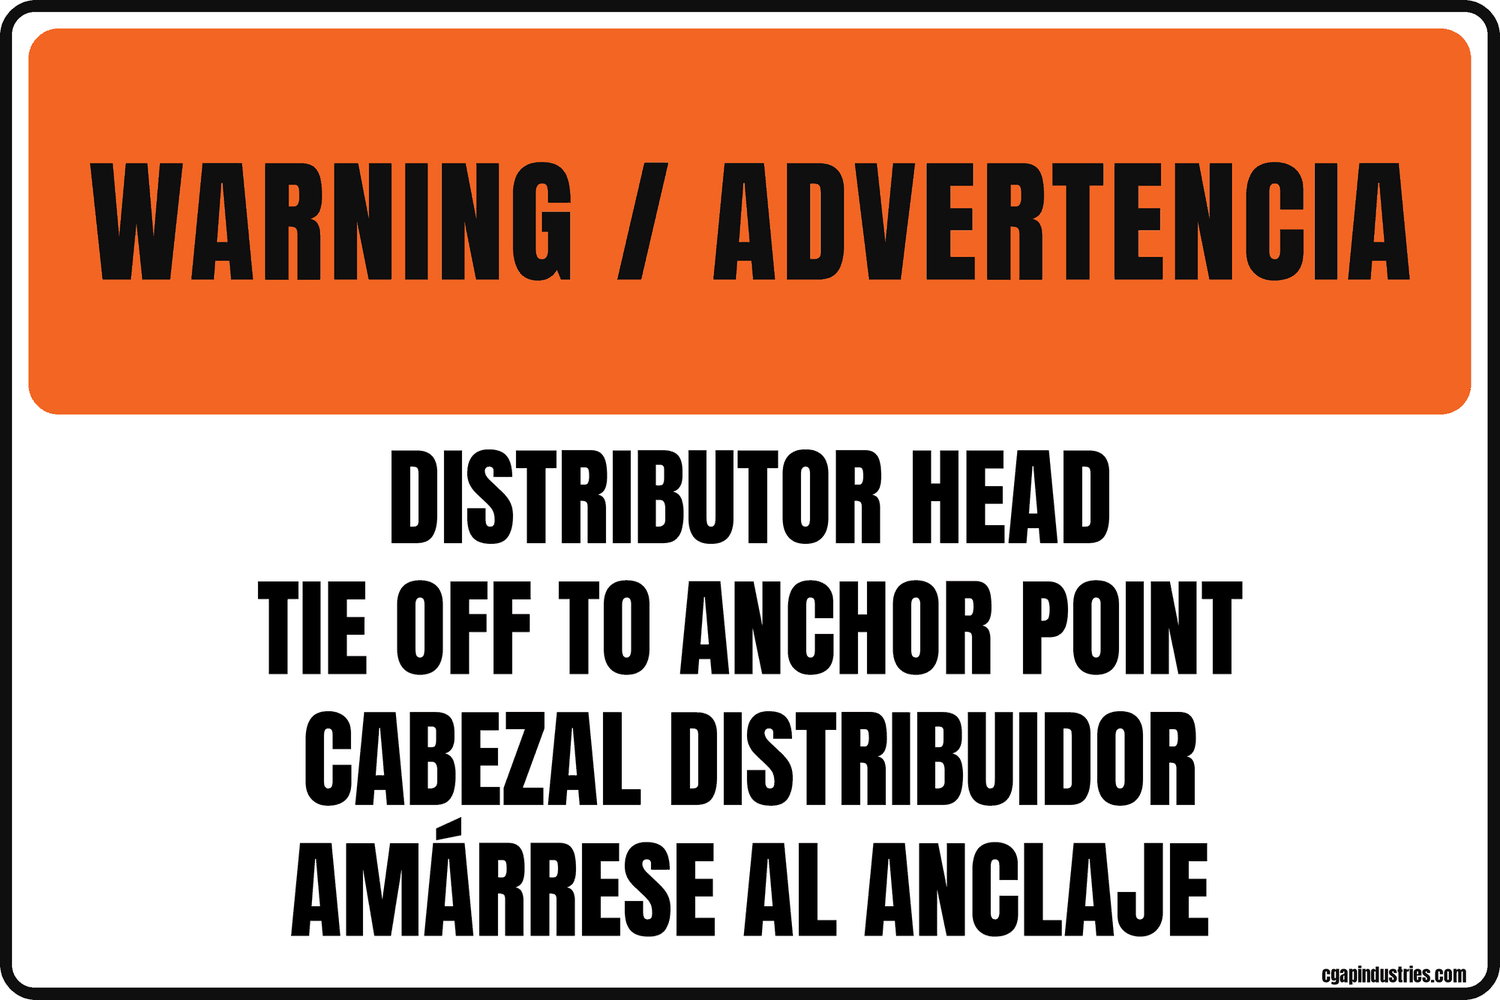 WARNING / ADVERTENCIA
DISTRIBUTOR HEAD
TIE OFF TO ANCHOR POINT
CABEZAL DISTRIBUIDOR
AMÁRRESE AL ANCLAJE
cgapindustries.com